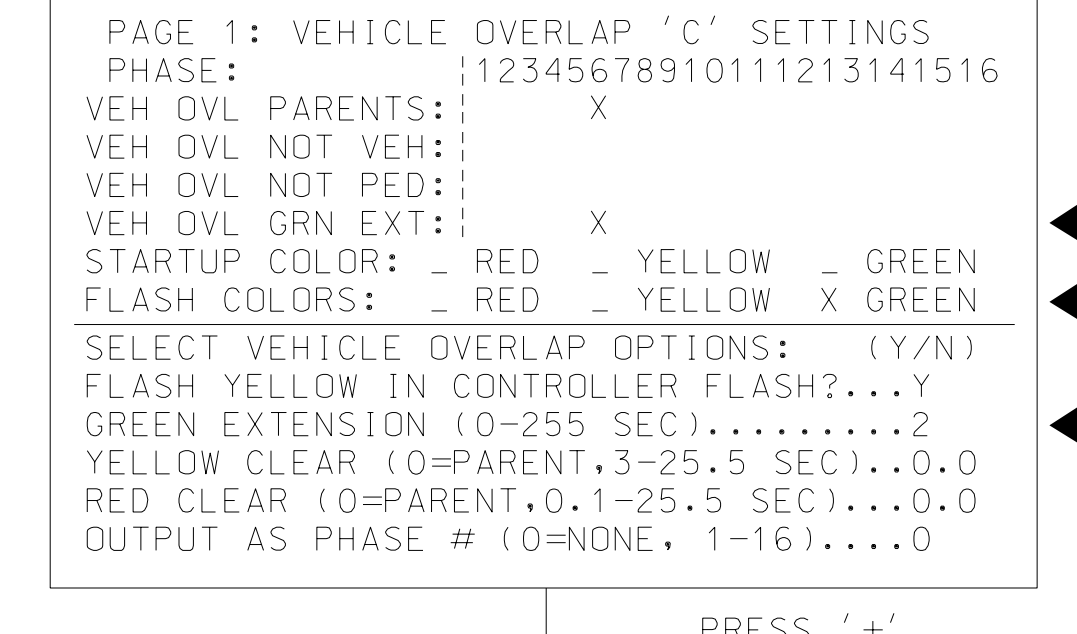 PAGE 1: VEHICLE OVERLAP 'C' SETTINGS
PHASE: 12345678910111213141516
VEH OVL PARENTS: X
VEH OVL NOT VEH:
VEH OVL NOT PED:
VEH OVL GRN EXT: X
STARTUP COLOR: _ RED _ YELLOW _ GREEN
FLASH COLORS: _ RED _ YELLOW X GREEN
SELECT VEHICLE OVERLAP OPTIONS: (Y/N)
FLASH YELLOW IN CONTROLLER FLASH?...Y
GREEN EXTENSION (0-255 SEC).........2
YELLOW CLEAR (0=PARENT,3-25.5 SEC)..0.0
RED CLEAR (0=PARENT,0.1-25.5 SEC)...0.0
OUTPUT AS PHASE # (0=NONE, 1-16)....0
PRESS '+'